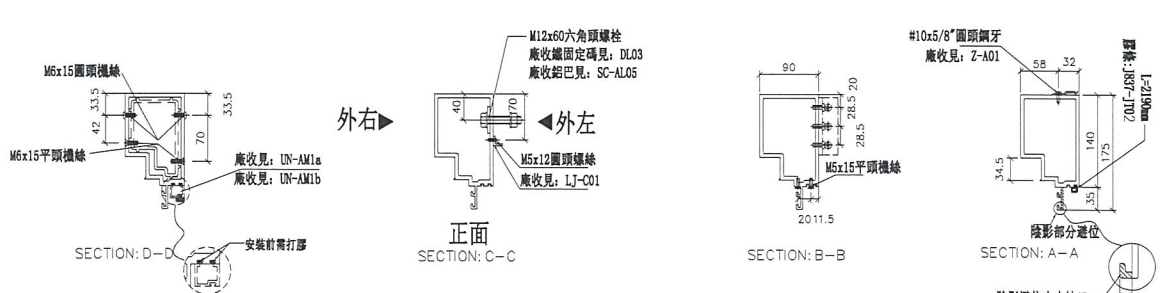 M6x15圓頭機絲
33.5
42
33.5
70
M6x15平頭機絲
廠收見: UN-AM1a
廠收見: UN-AM1b
安裝前需打膠
SECTION: D-D
M12x60六角頭螺栓
廠收鐵固定碼見: DL03
廠收鋁巴見: SC-AL05
40
70
外右
外左
M5x12圓頭螺絲
廠收見: LJ-C01
正面
SECTION: C-C
90
20
28.5
28.5
M5x15平頭機絲
20
11.5
SECTION: B-B
#10x5/8"圓頭鋼牙
廠收見: Z-A01
58
32
膠條: J837-JT02
L=2190mm
140
175
34.5
35
陰影部分避位
SECTION: A-A